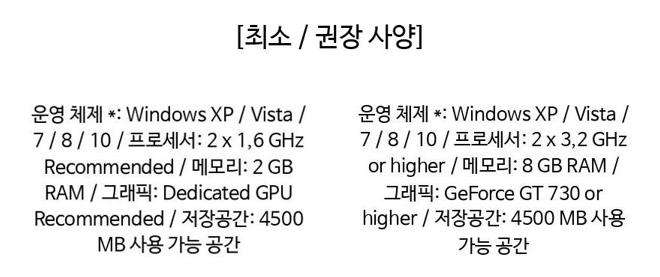 [최소 / 권장 사양]
운영 체제 *: Windows XP / Vista /
7 / 8 / 10 / 프로세서: 2 x 1,6 GHz
Recommended / 메모리: 2 GB
RAM / 그래픽: Dedicated GPU
Recommended / 저장공간: 4500
MB 사용 가능 공간
운영 체제 *: Windows XP / Vista /
7 / 8 / 10 / 프로세서: 2 x 3,2 GHz
or higher / 메모리: 8 GB RAM /
그래픽: GeForce GT 730 or
higher / 저장공간: 4500 MB 사용
가능 공간